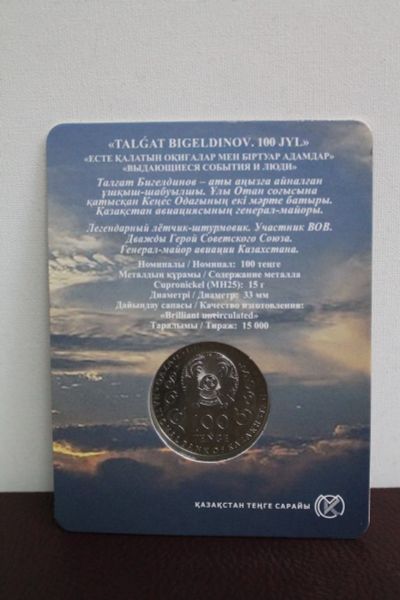 «TALǴAT BIGELDINOV. 100 JYL»
«ЕСТЕ ҚАЛАТЫН ОҚИҒАЛАР МЕН БІРТУАР АДАМДАР»
«ВЫДАЮЩИЕСЯ СОБЫТИЯ И ЛЮДИ»
Талғат Бигелдинов – аты аңызға айналған
ұшқыш-шабуылшы. Ұлы Отан соғысына
қатысқан Кеңес Одағының екі мәрте батыры.
Қазақстан авиациясының генерал-майоры.
Легендарный лётчик-штурмовик. Участник ВОВ.
Дважды Герой Советского Союза.
Генерал-майор авиации Казахстана.
Номиналы / Номинал: 100 теңге
Металдың құрамы / Содержание металла
Cupronickel (МН25): 15 г
Диаметрі / Диаметр: 33 мм
Дайындау сапасы / Качество изготовления:
«Brilliant uncirculated»
Таралымы / Тираж: 15 000
100
TEŃGE
ҚАЗАҚСТАН ТЕҢГЕ САРАЙЫ